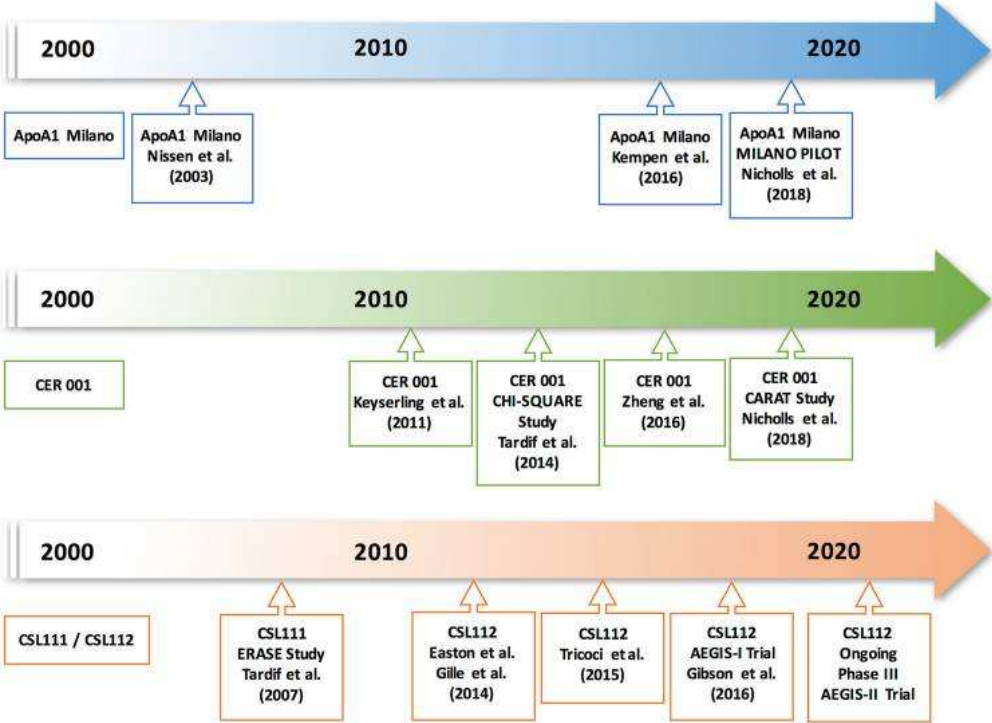 2000 2010 2020
ApoA1 Milano
ApoA1 Milano
Nissen et al.
(2003)
ApoA1 Milano
Kempen et al.
(2016)
ApoA1 Milano
MILANO PILOT
Nicholls et al.
(2018)
2000 2010 2020
CER 001
CER 001
Keyserling et al.
(2011)
CER 001
CHI-SQUARE
Study
Tardif et al.
(2014)
CER 001
Zheng et al.
(2016)
CER 001
CARAT Study
Nicholls et al.
(2018)
2000 2010 2020
CSL111 / CSL112
CSL111
ERASE Study
Tardif et al.
(2007)
CSL112
Easton et al.
Gille et al.
(2014)
CSL112
Tricoci et al.
(2015)
CSL112
AEGIS-I Trial
Gibson et al.
(2016)
CSL112
Ongoing
Phase III
AEGIS-II Trial